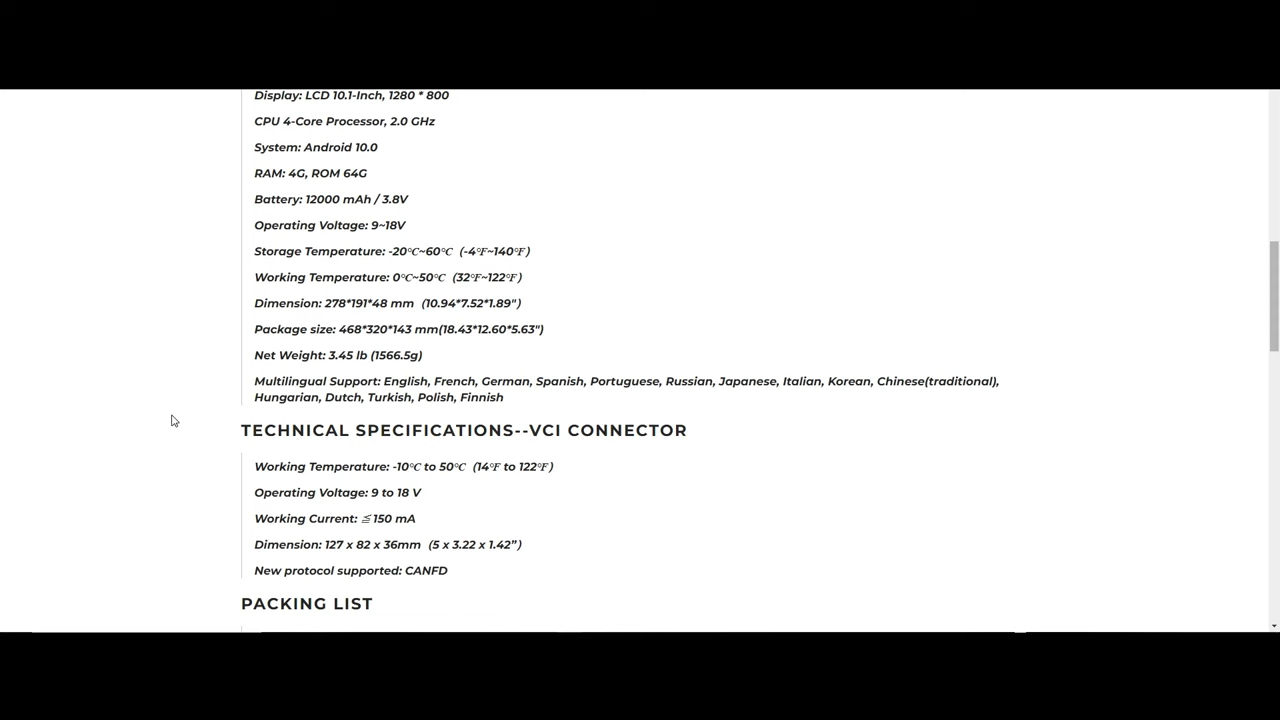 Display: LCD 10.1-Inch, 1280 * 800
CPU 4-Core Processor, 2.0 GHz
System: Android 10.0
RAM: 4G, ROM 64G
Battery: 12000 mAh / 3.8V
Operating Voltage: 9~18V
Storage Temperature: -20℃~60℃（-4℉~140℉）
Working Temperature: 0℃~50℃（32℉~122℉）
Dimension: 278*191*48 mm（10.94*7.52*1.89"）
Package size: 468*320*143 mm(18.43*12.60*5.63")
Net Weight: 3.45 lb (1566.5g)
Multilingual Support: English, French, German, Spanish, Portuguese, Russian, Japanese, Italian, Korean, Chinese(traditional),
Hungarian, Dutch, Turkish, Polish, Finnish
TECHNICAL SPECIFICATIONS--VCI CONNECTOR
Working Temperature: -10℃ to 50℃（14℉ to 122℉）
Operating Voltage: 9 to 18 V
Working Current: ≦150 mA
Dimension: 127 x 82 x 36mm（5 x 3.22 x 1.42”）
New protocol supported: CANFD
PACKING LIST